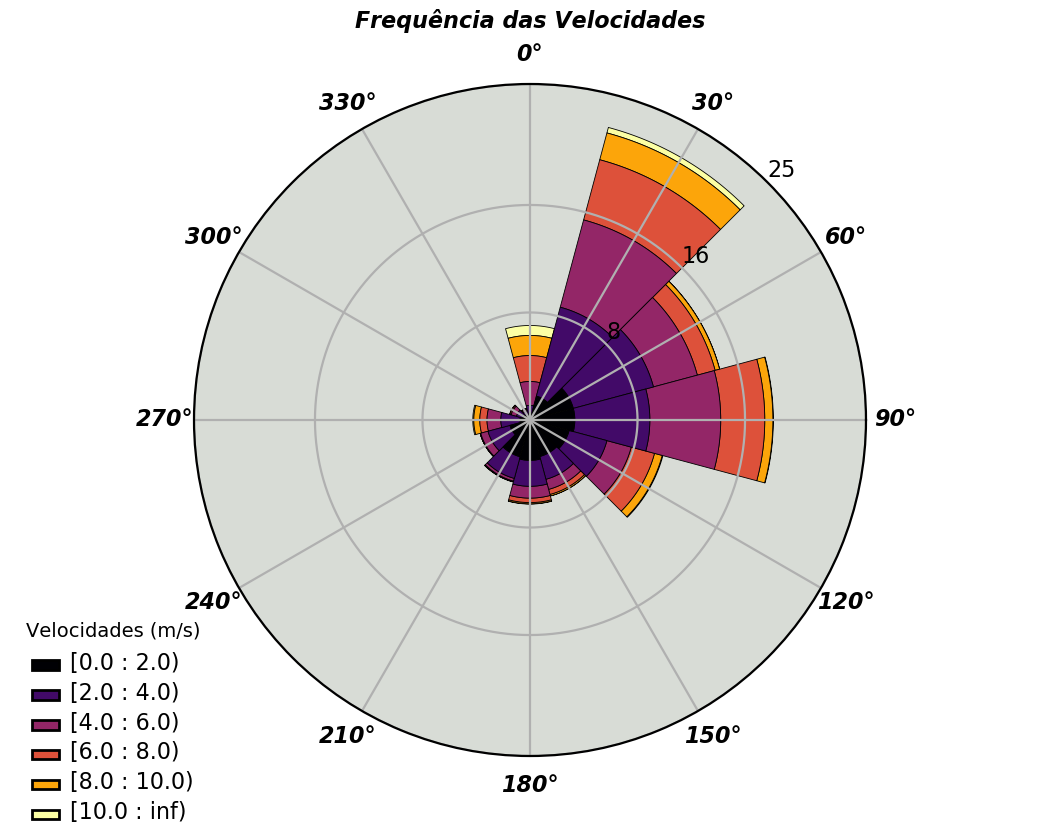 Frequência das Velocidades
0°
330°
30°
25
300°
60°
16
8
270°
90°
240°
120°
Velocidades (m/s)
[0.0 : 2.0)
[2.0 : 4.0)
[4.0 : 6.0)
210°
150°
[6.0 : 8.0)
180°
[8.0 : 10.0)
[10.0 : inf)